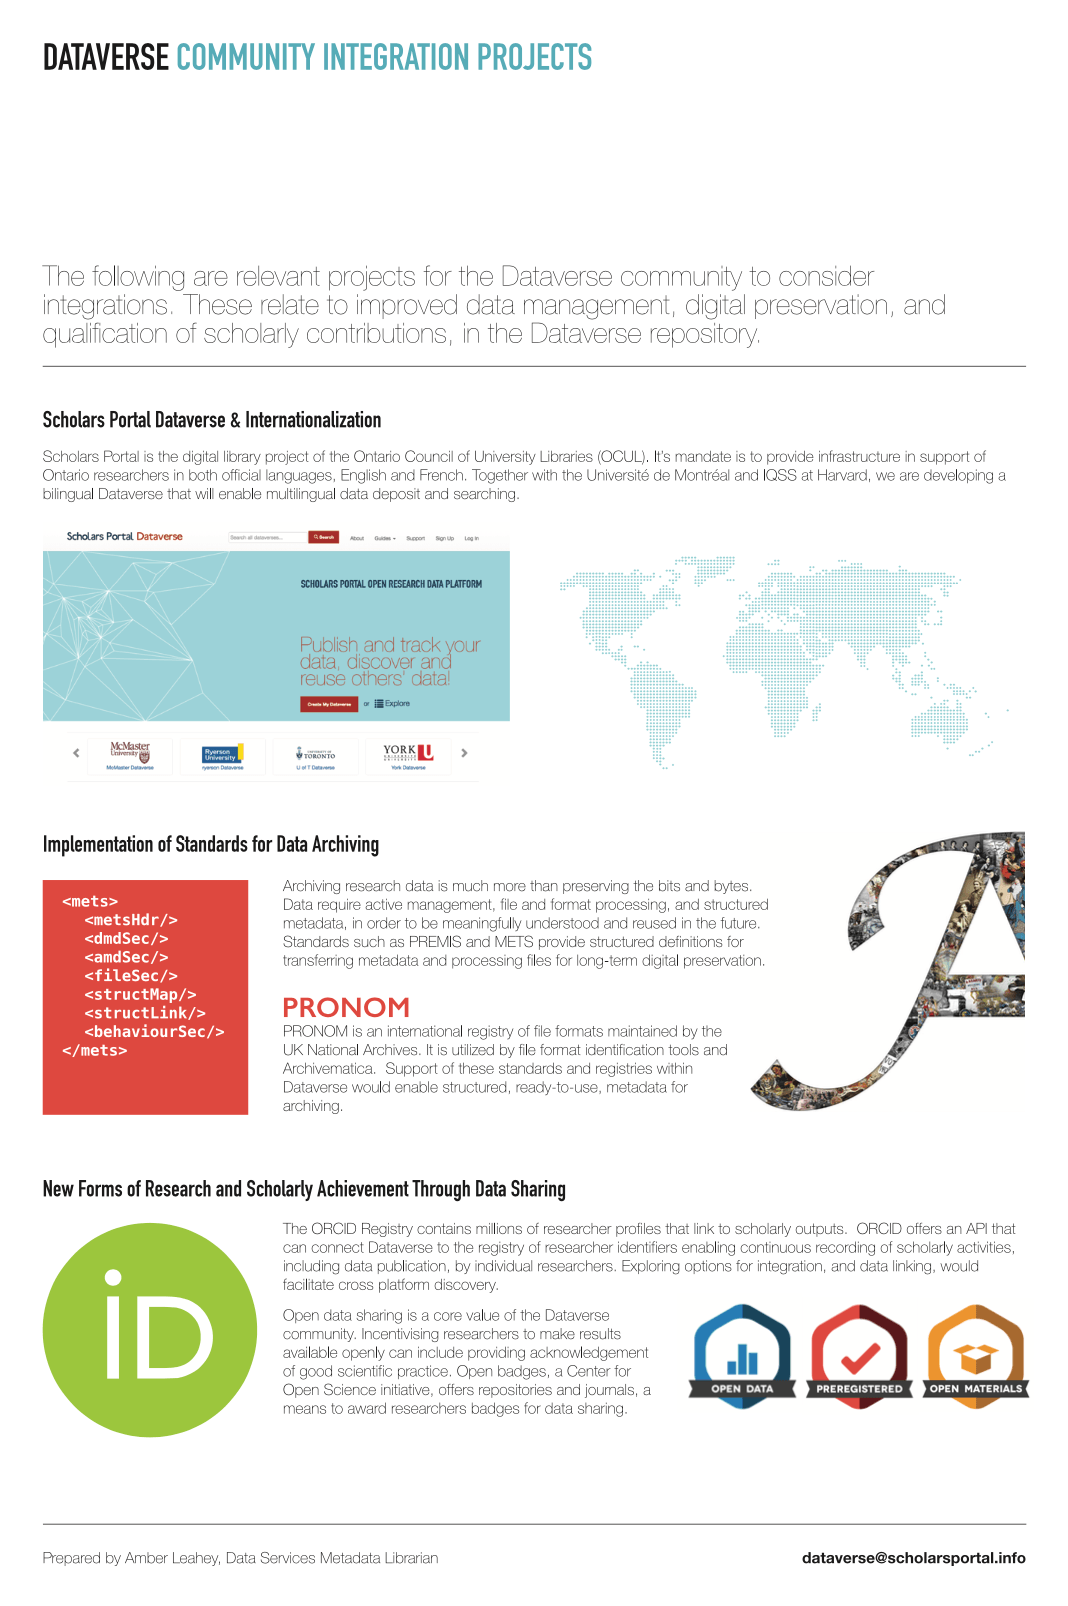 DATAVERSE COMMUNITY INTEGRATION PROJECTS
The following are relevant projects for the Dataverse community to consider
integrations. These relate to improved data management, digital preservation, and
qualification of scholarly contributions, in the Dataverse repository.
Scholars Portal Dataverse & Internationalization
Scholars Portal is the digital library project of the Ontario Council of University Libraries (OCUL). It's mandate is to provide infrastructure in support of
Ontario researchers in both official languages, English and French. Together with the Université de Montréal and IQSS at Harvard, we are developing a
bilingual Dataverse that will enable multilingual data deposit and searching.
Scholars Portal Dataverse
Search all dataverses...
Search
About
Guides
Support
Sign Up
Log In
SCHOLARS PORTAL OPEN RESEARCH DATA PLATFORM
Publish and track your
data, discover and
reuse others' data!
Create My Dataverse
or
Explore
McMaster
University
McMaster Dataverse
Ryerson
University
ryerson Dataverse
UNIVERSITY OF
TORONTO
U of T Dataverse
YORK U
UNIVERSITÉ
UNIVERSITY
York Dataverse
Implementation of Standards for Data Archiving
<mets>
<metsHdr/>
<dmdSec/>
<amdSec/>
<fileSec/>
<structMap/>
<structLink/>
<behaviourSec/>
</mets>
Archiving research data is much more than preserving the bits and bytes.
Data require active management, file and format processing, and structured
metadata, in order to be meaningfully understood and reused in the future.
Standards such as PREMIS and METS provide structured definitions for
transferring metadata and processing files for long-term digital preservation.
PRONOM
PRONOM is an international registry of file formats maintained by the
UK National Archives. It is utilized by file format identification tools and
Archivematica. Support of these standards and registries within
Dataverse would enable structured, ready-to-use, metadata for
archiving.
A
New Forms of Research and Scholarly Achievement Through Data Sharing
iD
The ORCID Registry contains millions of researcher profiles that link to scholarly outputs. ORCID offers an API that
can connect Dataverse to the registry of researcher identifiers enabling continuous recording of scholarly activities,
including data publication, by individual researchers. Exploring options for integration, and data linking, would
facilitate cross platform discovery.
Open data sharing is a core value of the Dataverse
community. Incentivising researchers to make results
available openly can include providing acknowledgement
of good scientific practice. Open badges, a Center for
Open Science initiative, offers repositories and journals, a
means to award researchers badges for data sharing.
OPEN DATA
PREREGISTERED
OPEN MATERIALS
Prepared by Amber Leahey, Data Services Metadata Librarian
dataverse@scholarsportal.info